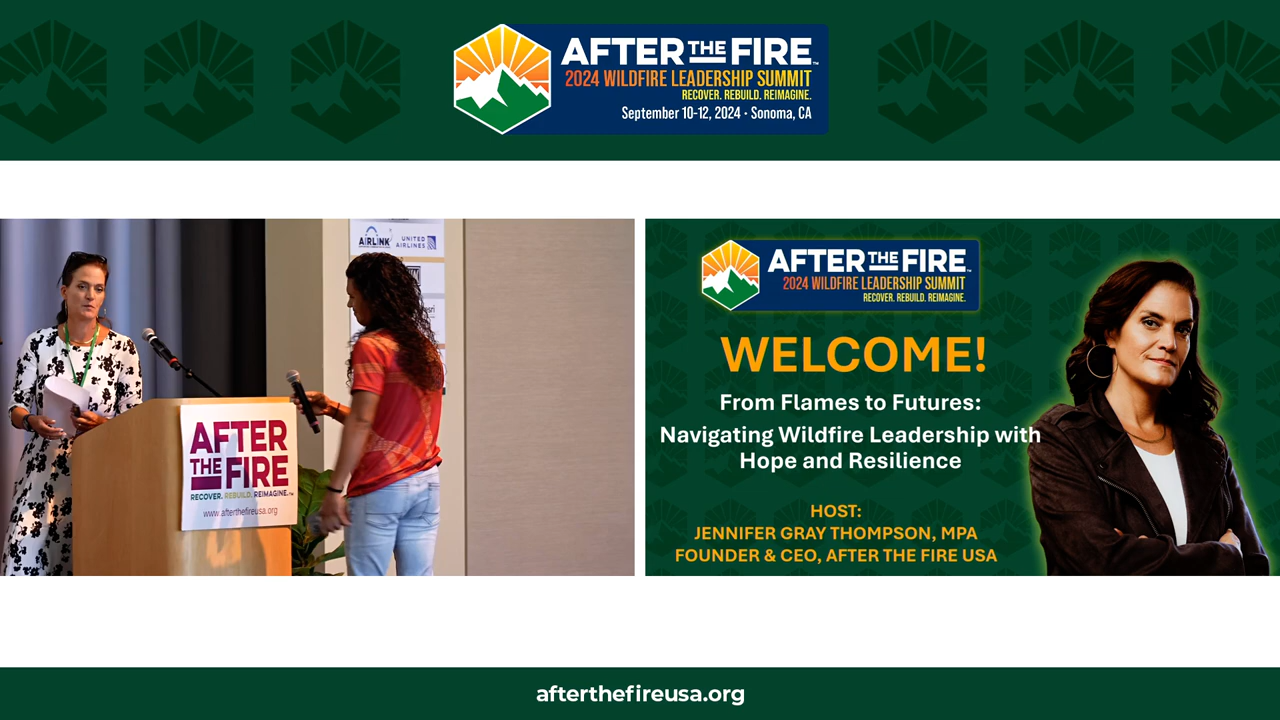 AFTER THE FIRE™
2024 WILDFIRE LEADERSHIP SUMMIT
RECOVER. REBUILD. REIMAGINE.
September 10-12, 2024 · Sonoma, CA
AIRLINK
UNITED
AIRLINES
AFTER
THE FIRE
RECOVER. REBUILD. REIMAGINE.™
www.afterthefireusa.org
AFTER THE FIRE™
2024 WILDFIRE LEADERSHIP SUMMIT
RECOVER. REBUILD. REIMAGINE.
WELCOME!
From Flames to Futures:
Navigating Wildfire Leadership with
Hope and Resilience
HOST:
JENNIFER GRAY THOMPSON, MPA
FOUNDER & CEO, AFTER THE FIRE USA
afterthefireusa.org